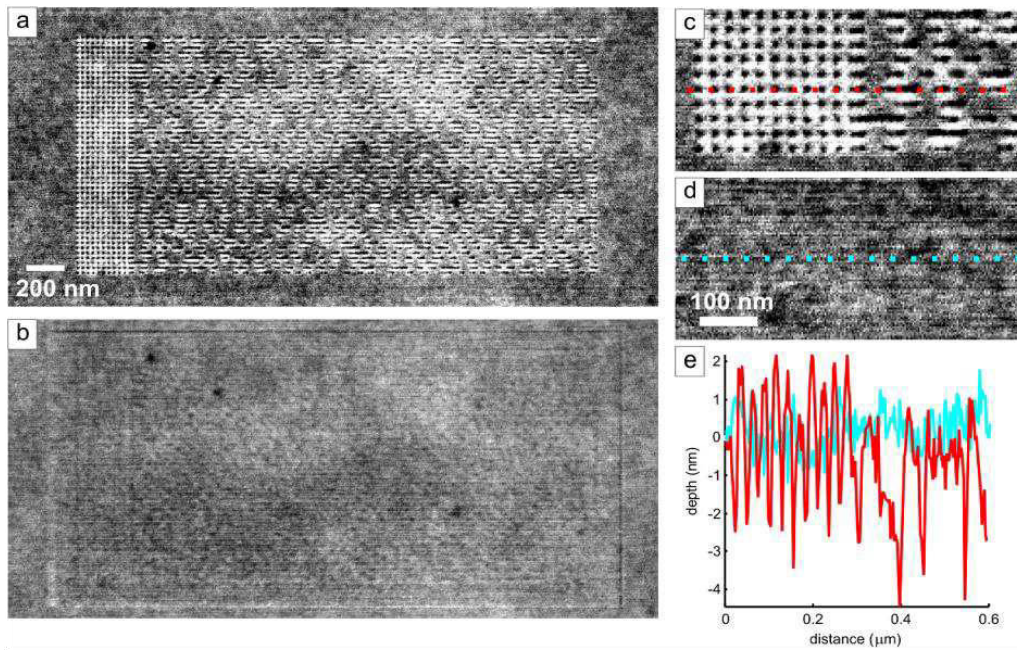 a
200 nm
b
c
d
100 nm
e
2
1
0
-1
-2
-3
-4
depth (nm)
0 0.2 0.4 0.6
distance (μm)